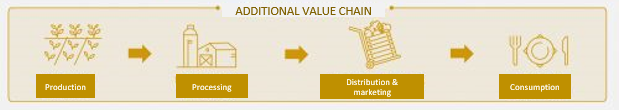 ADDITIONAL VALUE CHAIN
Production
Processing
Distribution &
marketing
Consumption